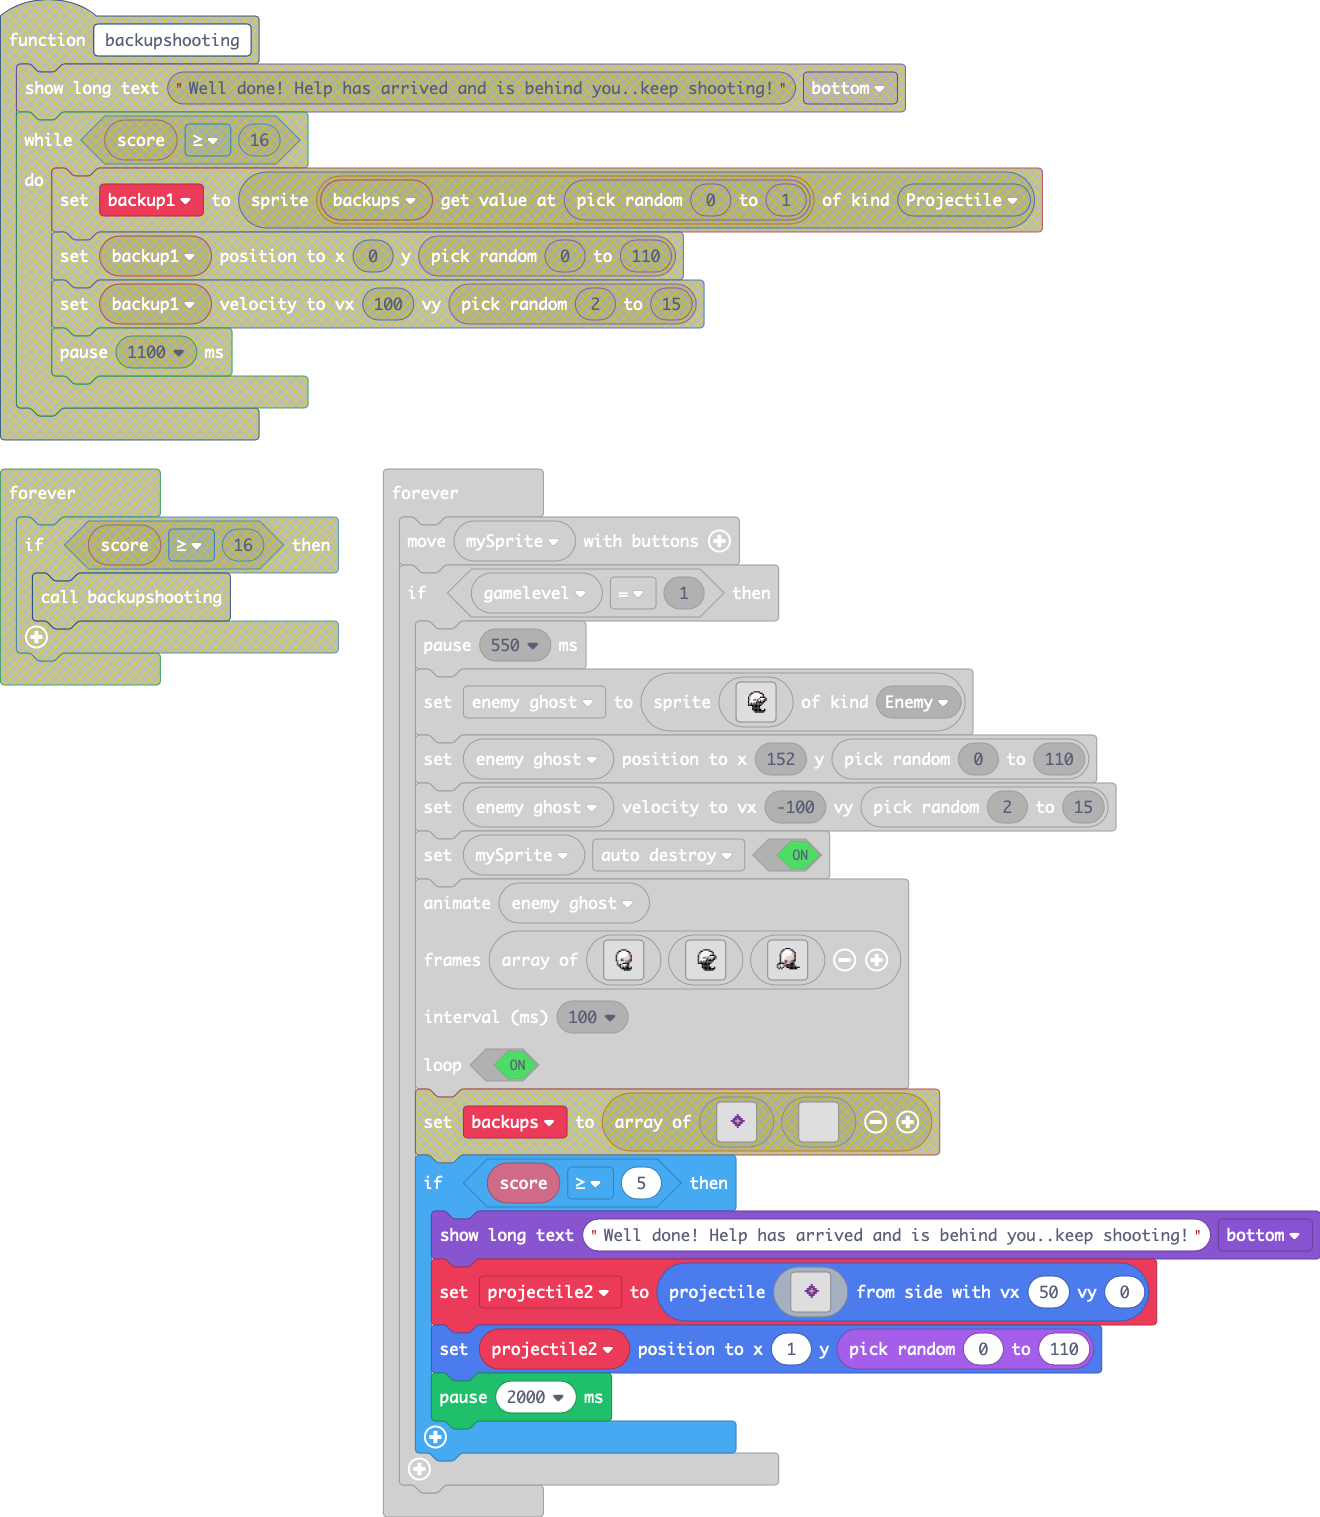 function backupshooting
show long text "Well done! Help has arrived and is behind you..keep shooting!" bottom
while score ≥ 16
do
set backup1 to sprite backups get value at pick random 0 to 1 of kind Projectile
set backup1 position to x 0 y pick random 0 to 110
set backup1 velocity to vx 100 vy pick random 2 to 15
pause 1100 ms
forever
if score ≥ 16 then
call backupshooting
forever
move mySprite with buttons
if gamelevel = 1 then
pause 550 ms
set enemy ghost to sprite of kind Enemy
set enemy ghost position to x 152 y pick random 0 to 110
set enemy ghost velocity to vx -100 vy pick random 2 to 15
set mySprite auto destroy ON
animate enemy ghost
frames array of
interval (ms) 100
loop ON
set backups to array of
if score ≥ 5 then
show long text "Well done! Help has arrived and is behind you..keep shooting!" bottom
set projectile2 to projectile from side with vx 50 vy 0
set projectile2 position to x 1 y pick random 0 to 110
pause 2000 ms